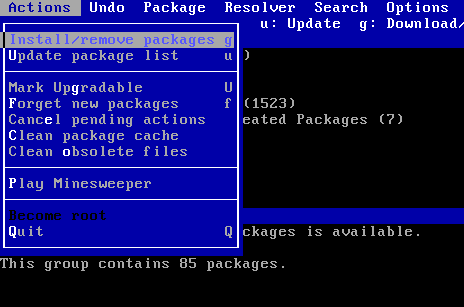 Actions Undo Package Resolver Search Options
u: Update g: Download/
Install/remove packages g
Update package list u )
Mark Upgradable U
Forget new packages f (1523)
Cancel pending actions eated Packages (7)
Clean package cache
Clean obsolete files
Play Minesweeper
Become root
Quit Q ckages is available.
This group contains 85 packages.